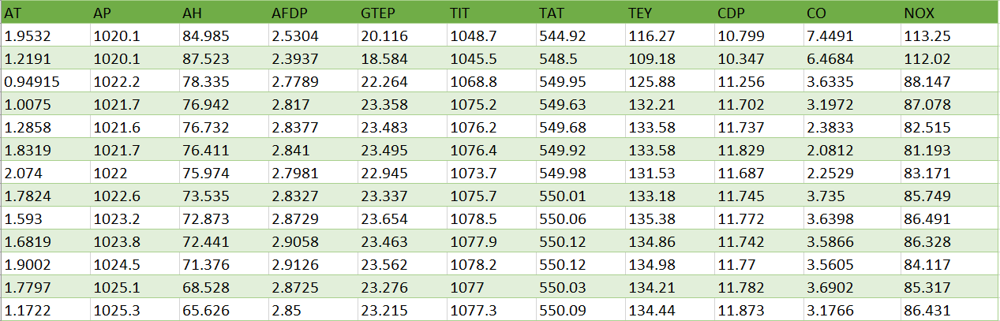 AT AP AH AFDP GTEP TIT TAT TEY CDP CO NOX
1.9532 1020.1 84.985 2.5304 20.116 1048.7 544.92 116.27 10.799 7.4491 113.25
1.2191 1020.1 87.523 2.3937 18.584 1045.5 548.5 109.18 10.347 6.4684 112.02
0.94915 1022.2 78.335 2.7789 22.264 1068.8 549.95 125.88 11.256 3.6335 88.147
1.0075 1021.7 76.942 2.817 23.358 1075.2 549.63 132.21 11.702 3.1972 87.078
1.2858 1021.6 76.732 2.8377 23.483 1076.2 549.68 133.58 11.737 2.3833 82.515
1.8319 1021.7 76.411 2.841 23.495 1076.4 549.92 133.58 11.829 2.0812 81.193
2.074 1022 75.974 2.7981 22.945 1073.7 549.98 131.53 11.687 2.2529 83.171
1.7824 1022.6 73.535 2.8327 23.337 1075.7 550.01 133.18 11.745 3.735 85.749
1.593 1023.2 72.873 2.8729 23.654 1078.5 550.06 135.38 11.772 3.6398 86.491
1.6819 1023.8 72.441 2.9058 23.463 1077.9 550.12 134.86 11.742 3.5866 86.328
1.9002 1024.5 71.376 2.9126 23.562 1078.2 550.12 134.98 11.77 3.5605 84.117
1.7797 1025.1 68.528 2.8725 23.276 1077 550.03 134.21 11.782 3.6902 85.317
1.1722 1025.3 65.626 2.85 23.215 1077.3 550.09 134.44 11.873 3.1766 86.431